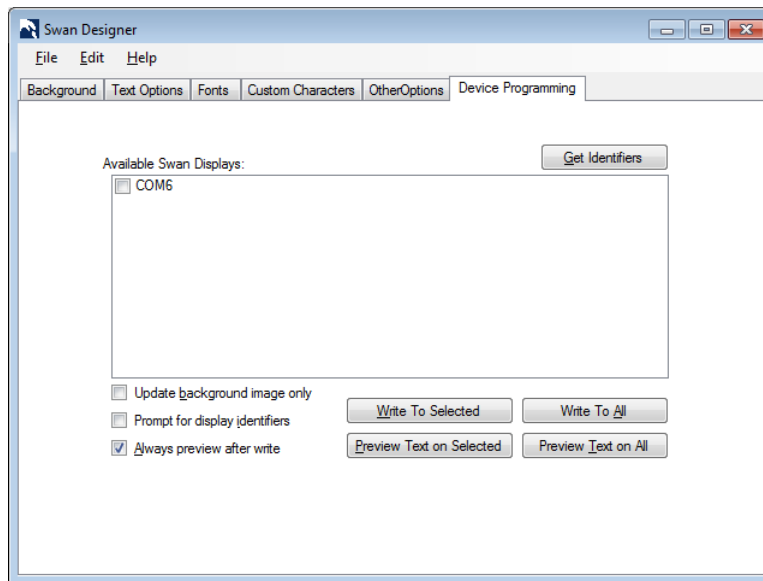 Swan Designer
File Edit Help
Background Text Options Fonts Custom Characters OtherOptions Device Programming
Available Swan Displays: Get Identifiers
COM6
Update background image only
Prompt for display identifiers
Always preview after write
Write To Selected Write To All
Preview Text on Selected Preview Text on All